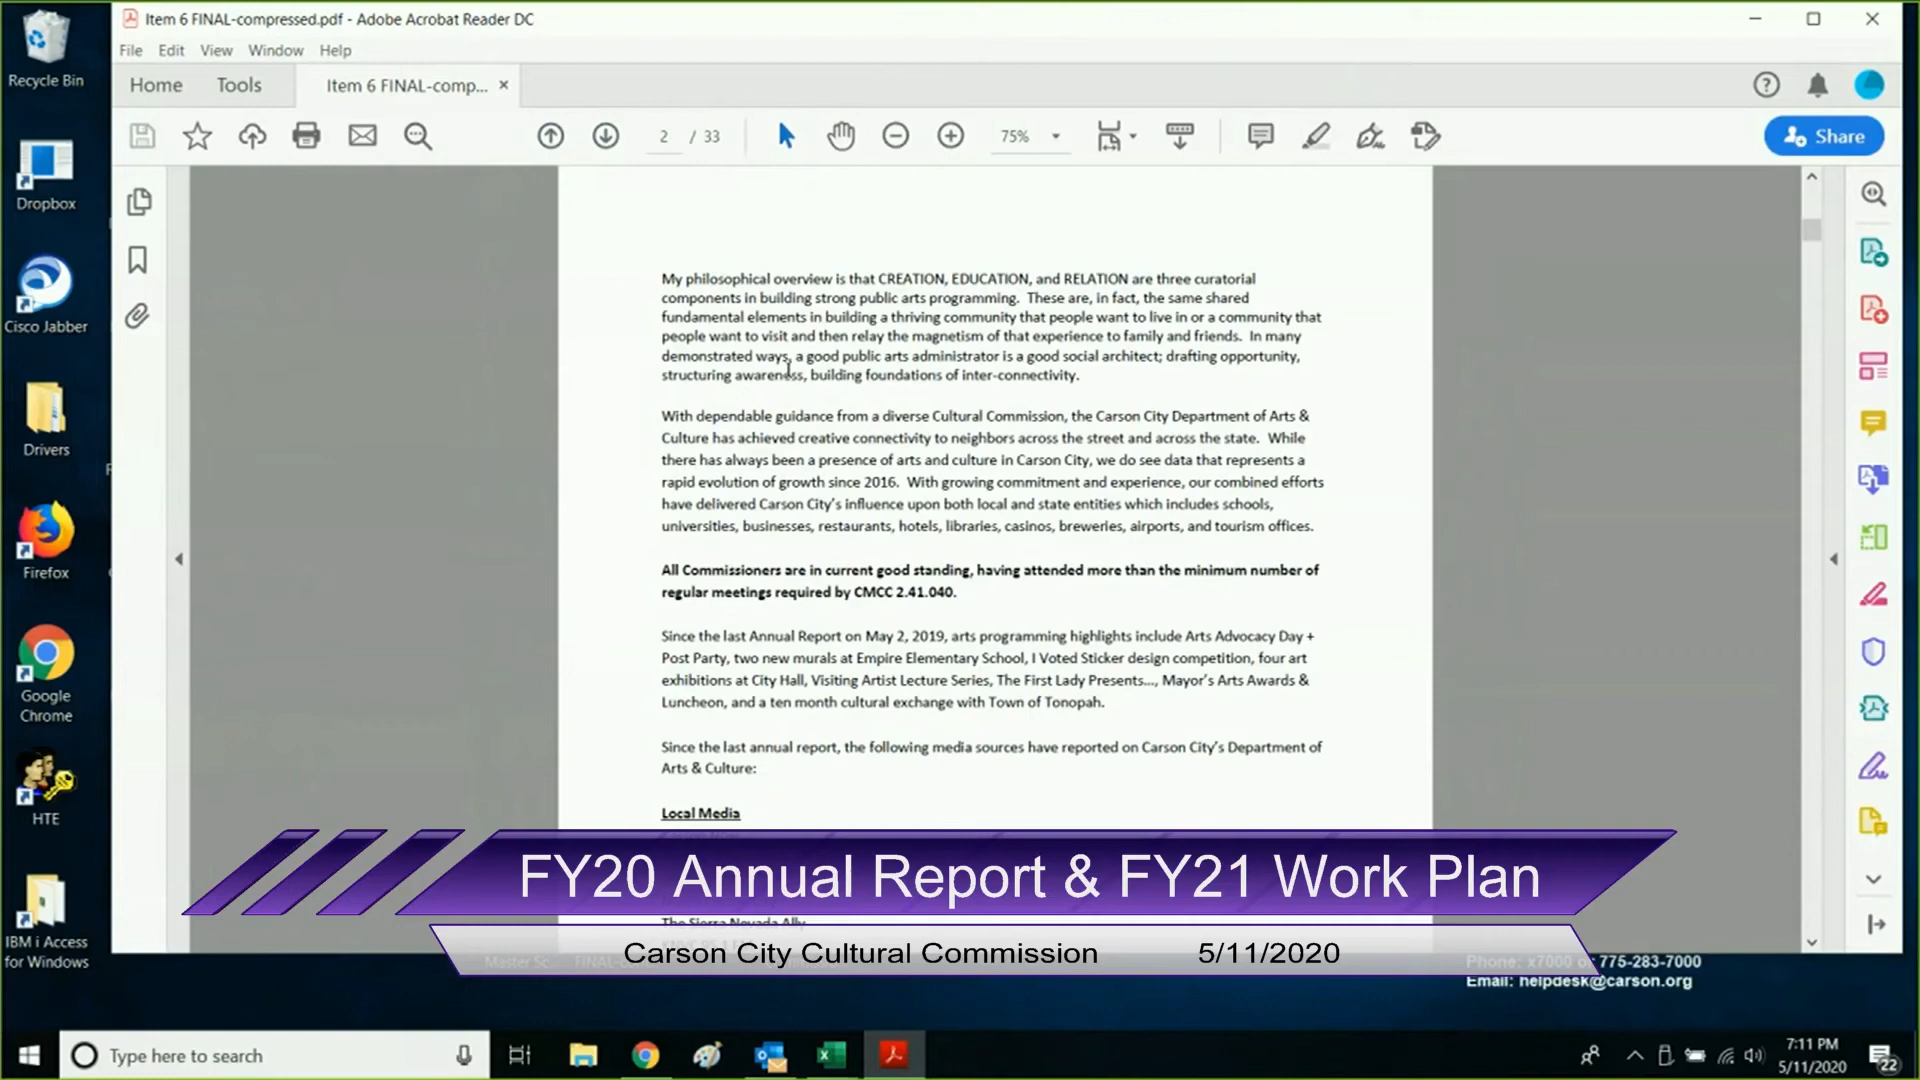 Item 6 FINAL-compressed.pdf - Adobe Acrobat Reader DC
File Edit View Window Help
Home Tools Item 6 FINAL-comp... ×
2 / 33 75% Share
Recycle Bin
Dropbox
Cisco Jabber
Drivers
Firefox
Google
Chrome
HTE
IBM i Access
for Windows
My philosophical overview is that CREATION, EDUCATION, and RELATION are three curatorial
components in building strong public arts programming. These are, in fact, the same shared
fundamental elements in building a thriving community that people want to live in or a community that
people want to visit and then relay the magnetism of that experience to family and friends. In many
demonstrated ways, a good public arts administrator is a good social architect; drafting opportunity,
structuring awareness, building foundations of inter-connectivity.
With dependable guidance from a diverse Cultural Commission, the Carson City Department of Arts &
Culture has achieved creative connectivity to neighbors across the street and across the state. While
there has always been a presence of arts and culture in Carson City, we do see data that represents a
rapid evolution of growth since 2016. With growing commitment and experience, our combined efforts
have delivered Carson City's influence upon both local and state entities which includes schools,
universities, businesses, restaurants, hotels, libraries, casinos, breweries, airports, and tourism offices.
All Commissioners are in current good standing, having attended more than the minimum number of
regular meetings required by CMCC 2.41.040.
Since the last Annual Report on May 2, 2019, arts programming highlights include Arts Advocacy Day +
Post Party, two new murals at Empire Elementary School, I Voted Sticker design competition, four art
exhibitions at City Hall, Visiting Artist Lecture Series, The First Lady Presents..., Mayor's Arts Awards &
Luncheon, and a ten month cultural exchange with Town of Tonopah.
Since the last annual report, the following media sources have reported on Carson City's Department of
Arts & Culture:
Local Media
FY20 Annual Report & FY21 Work Plan
The Sierra Nevada Ally
Carson City Cultural Commission 5/11/2020
Phone: x7000 or 775-283-7000
Email: helpdesk@carson.org
Type here to search
7:11 PM
5/11/2020
22